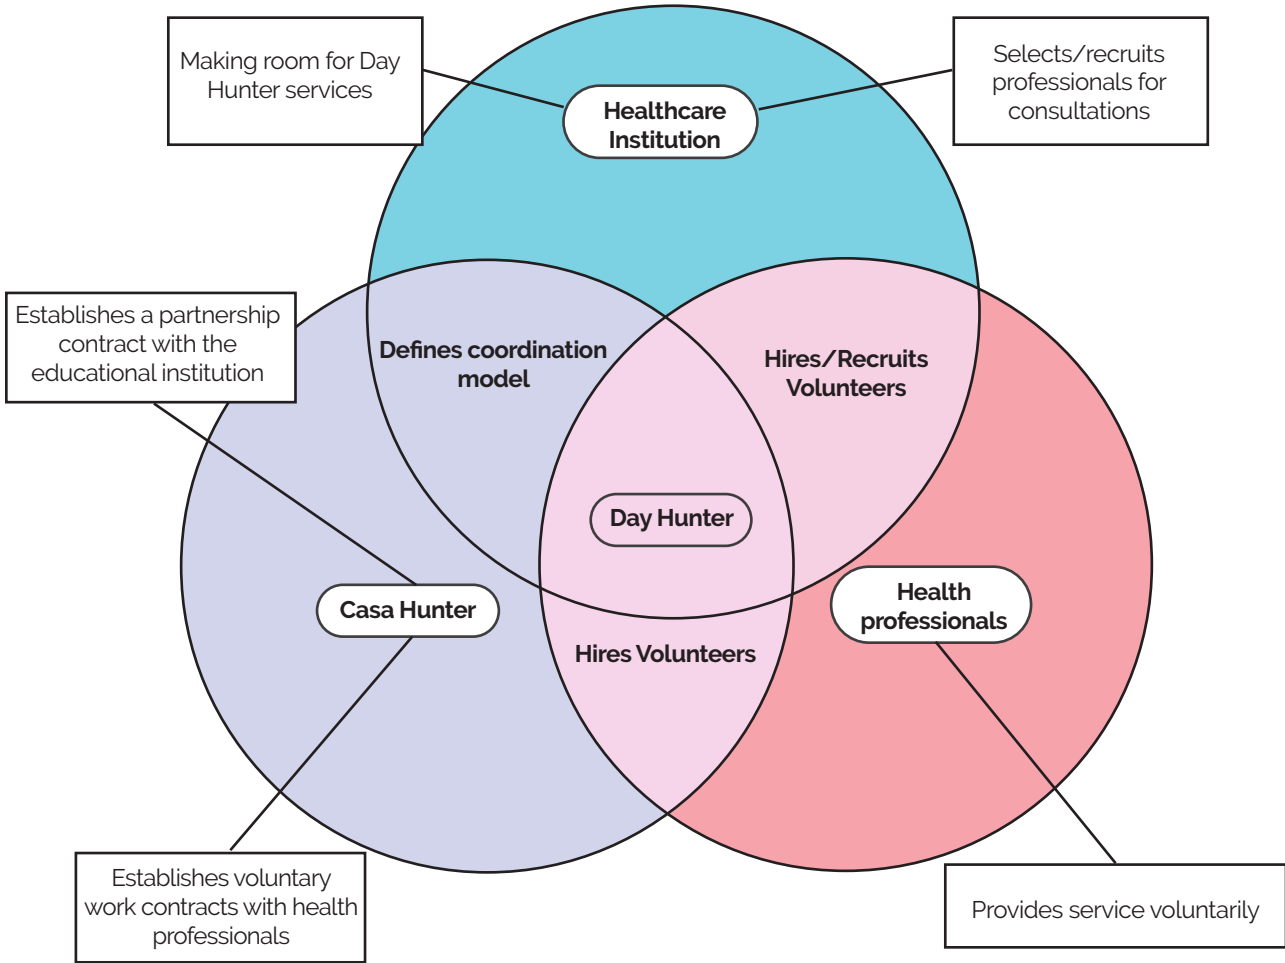 Making room for Day
Hunter services
Healthcare
Institution
Selects/recruits
professionals for
consultations
Establishes a partnership
contract with the
educational institution
Defines coordination
model
Hires/Recruits
Volunteers
Day Hunter
Casa Hunter
Health
professionals
Hires Volunteers
Establishes voluntary
work contracts with health
professionals
Provides service voluntarily